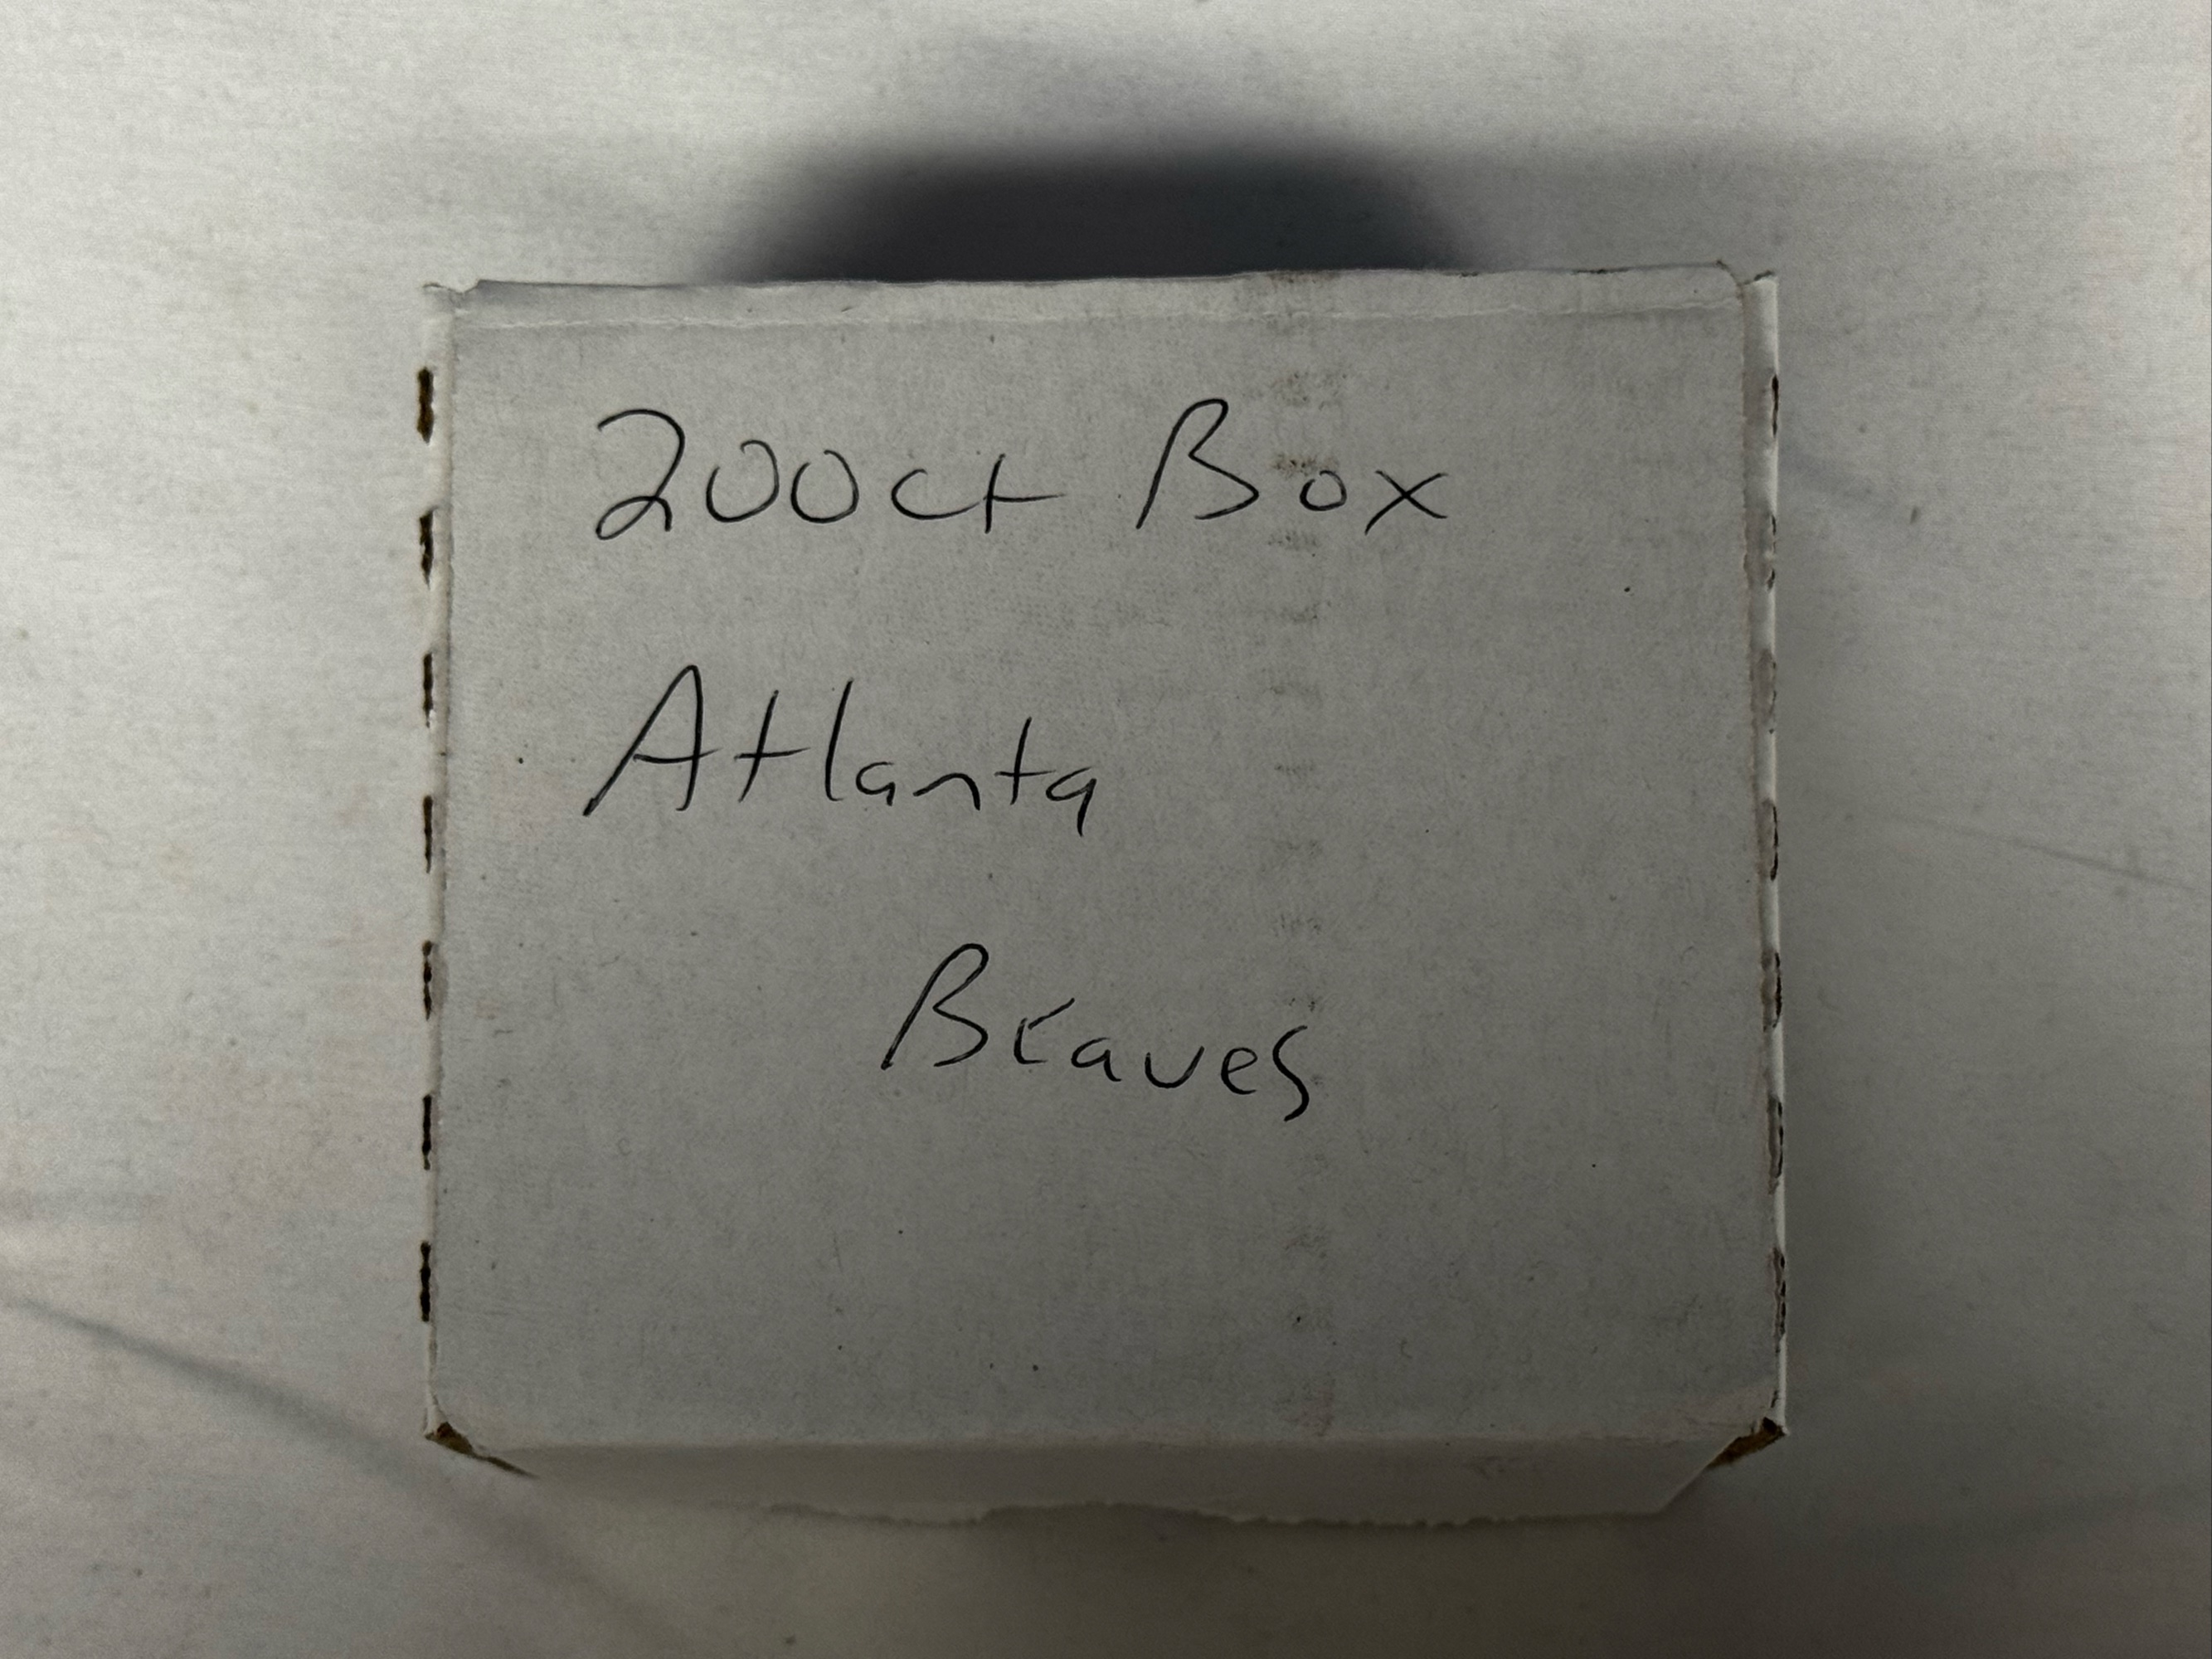 200ct Box
Atlanta
Braves